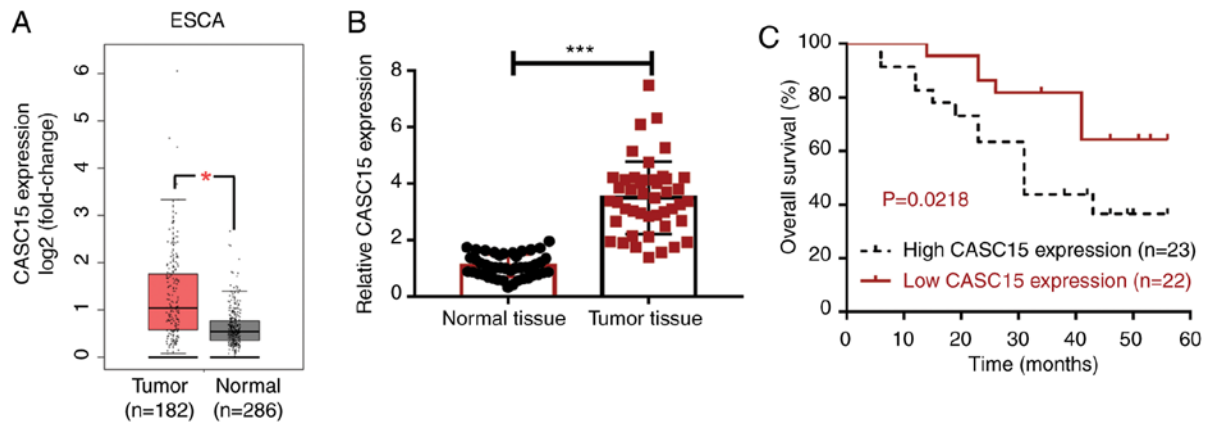 A
ESCA
CASC15 expression
log2 (fold-change)
6
5
4
3
2
1
0
*
Tumor
(n=182)
Normal
(n=286)
B
Relative CASC15 expression
8
6
4
2
0
***
Normal tissue
Tumor tissue
C
Overall survival (%)
100
80
60
40
20
0
P=0.0218
High CASC15 expression (n=23)
Low CASC15 expression (n=22)
0 10 20 30 40 50 60
Time (months)